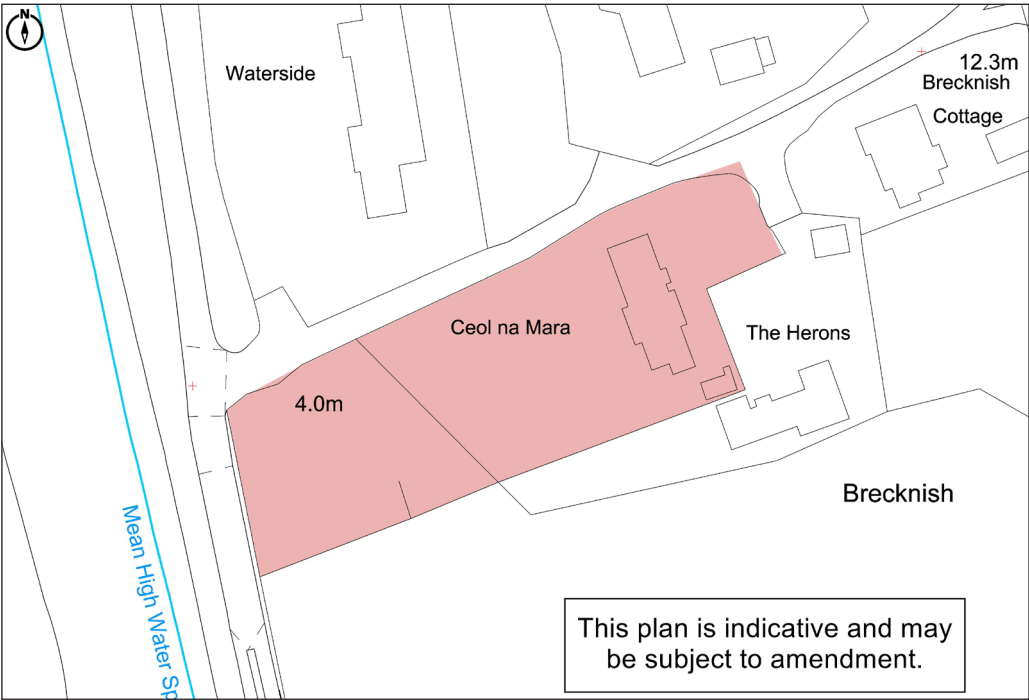 N
Waterside
12.3m
Brecknish
Cottage
Ceol na Mara
The Herons
4.0m
Brecknish
Mean High Water Sp
This plan is indicative and may
be subject to amendment.